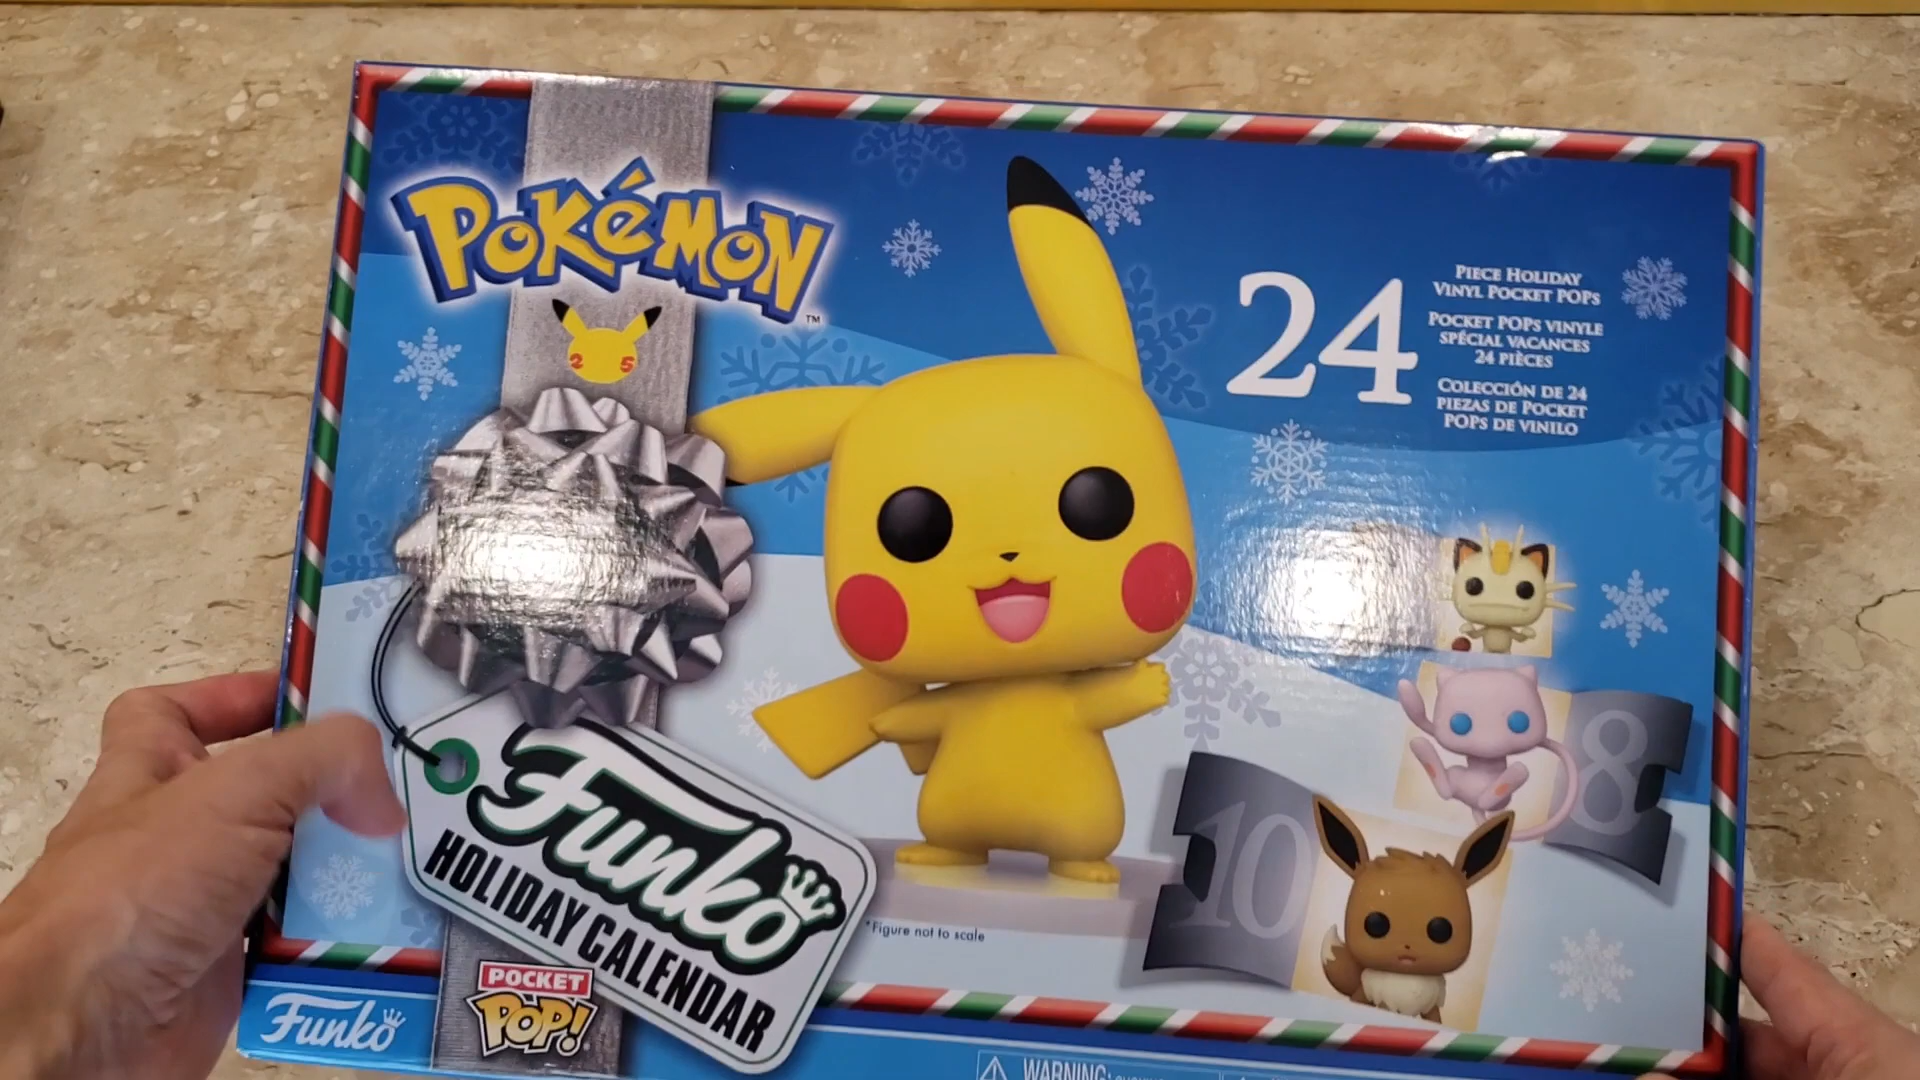 POKéMON
TM
25
24
PIECE HOLIDAY
VINYL POCKET POPS
POCKET POPS VINYLE
SPÉCIAL VACANCES
24 PIÈCES
COLECCIÓN DE 24
PIEZAS DE POCKET
POPS DE VINILO
8
10
Funko
HOLIDAY CALENDAR
*Figure not to scale
Funko
POCKET
POP!
WARNING: